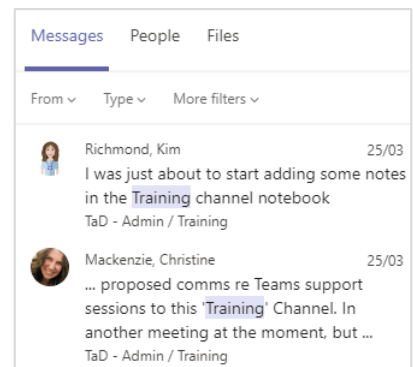 Messages People Files
From Type More filters
Richmond, Kim 25/03
I was just about to start adding some notes
in the Training channel notebook
TaD - Admin / Training
Mackenzie, Christine 25/03
... proposed comms re Teams support
sessions to this 'Training' Channel. In
another meeting at the moment, but ...
TaD - Admin / Training